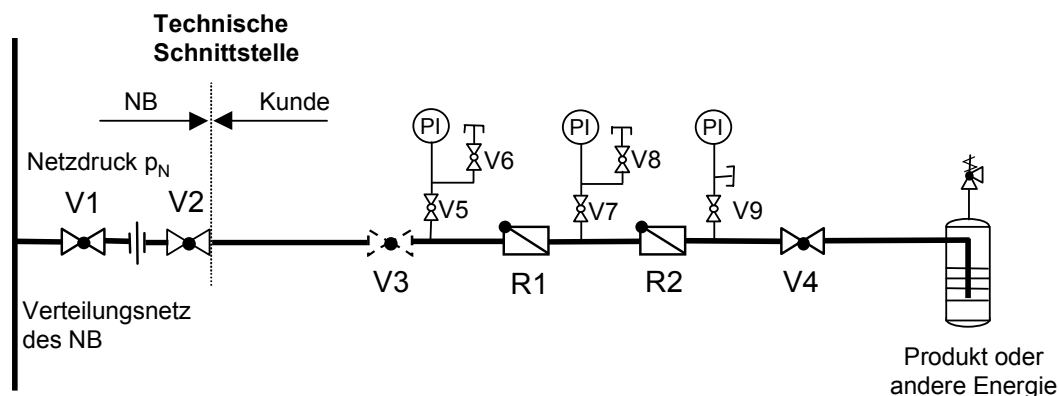 Technische
Schnittstelle
NB
Kunde
Netzdruck pN
V1
V2
Verteilungsnetz
des NB
V3
PI
V6
V5
R1
PI
V8
V7
R2
PI
V9
V4
Produkt oder
andere Energie